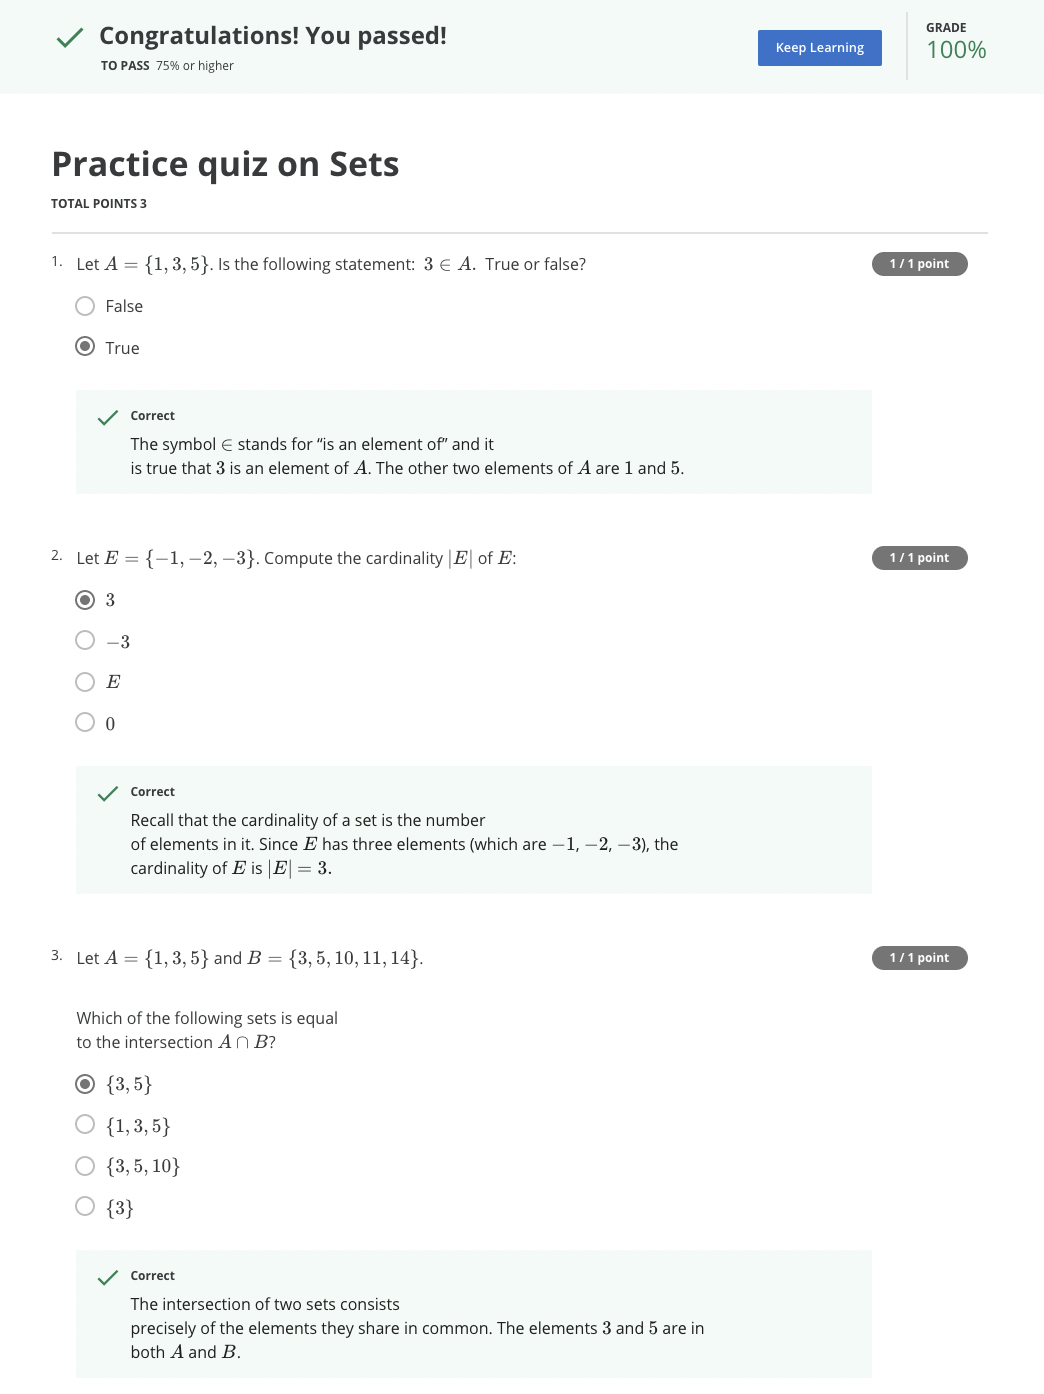 Congratulations! You passed!
TO PASS 75% or higher
Keep Learning
GRADE
100%
Practice quiz on Sets
TOTAL POINTS 3
1. Let A = {1, 3, 5}. Is the following statement: 3 ∈ A. True or false?
1 / 1 point
False
True
Correct
The symbol ∈ stands for “is an element of” and it
is true that 3 is an element of A. The other two elements of A are 1 and 5.
2. Let E = {−1, −2, −3}. Compute the cardinality |E| of E:
1 / 1 point
3
−3
E
0
Correct
Recall that the cardinality of a set is the number
of elements in it. Since E has three elements (which are −1, −2, −3), the
cardinality of E is |E| = 3.
3. Let A = {1, 3, 5} and B = {3, 5, 10, 11, 14}.
1 / 1 point
Which of the following sets is equal
to the intersection A ∩ B?
{3, 5}
{1, 3, 5}
{3, 5, 10}
{3}
Correct
The intersection of two sets consists
precisely of the elements they share in common. The elements 3 and 5 are in
both A and B.